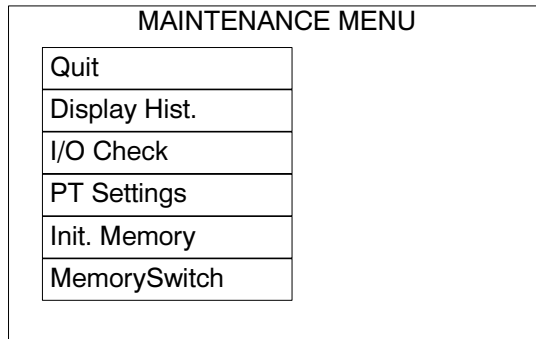 MAINTENANCE MENU
Quit
Display Hist.
I/O Check
PT Settings
Init. Memory
MemorySwitch